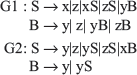 G1 : S → x|z|xS|zS|yB
B → y| z| yB| zB
G2: S → y|z|yS|zS|xB
B → y| yS